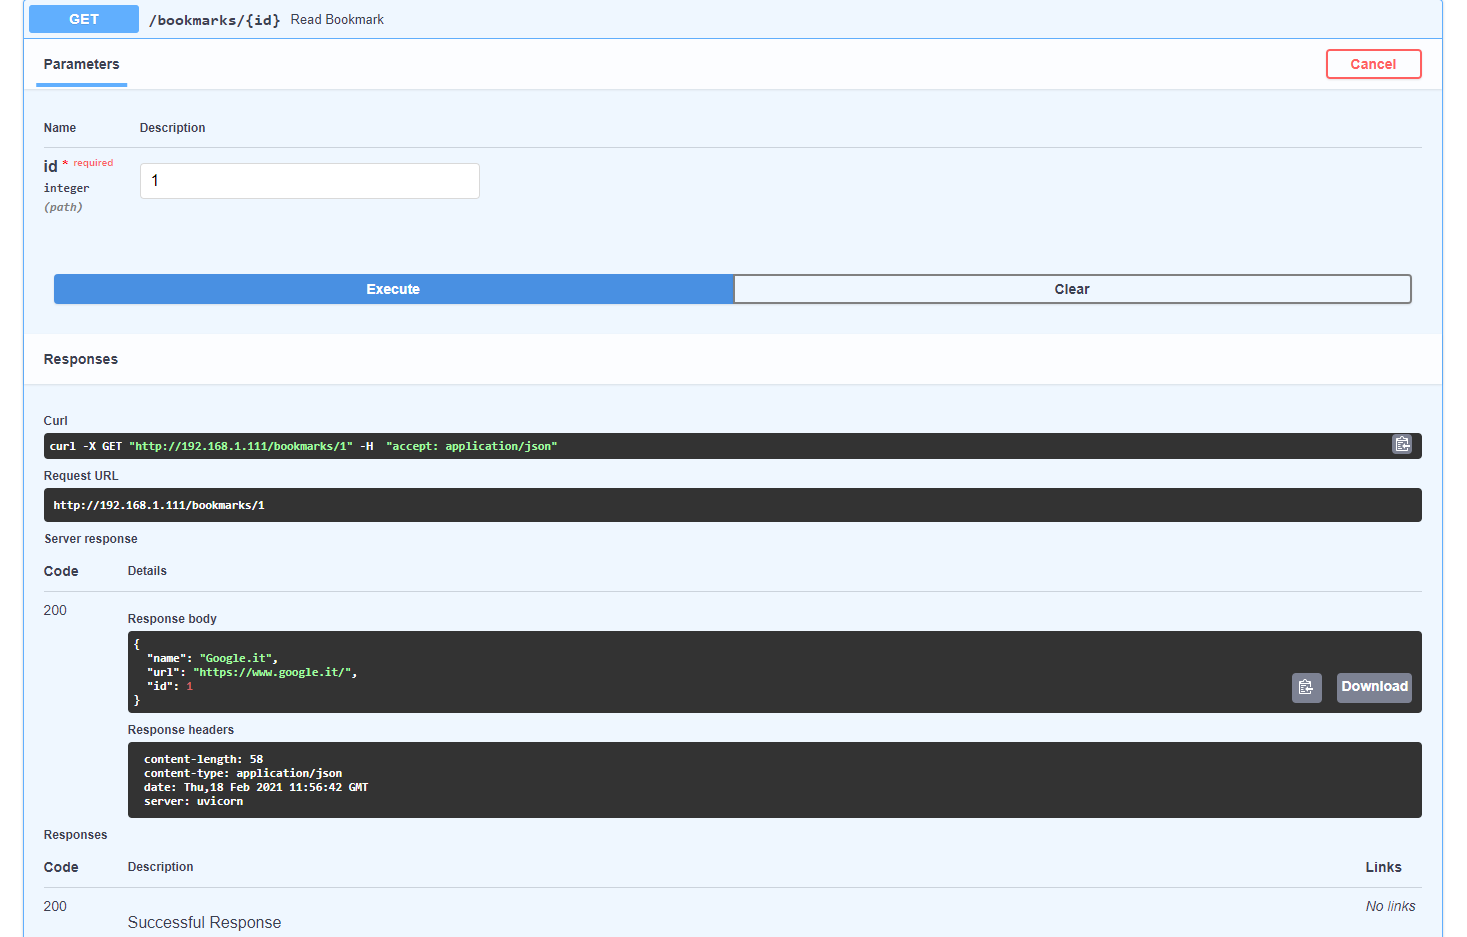 GET /bookmarks/{id} Read Bookmark
Parameters Cancel
Name Description
id * required
integer
(path)
1
Execute Clear
Responses
Curl
curl -X GET "http://192.168.1.111/bookmarks/1" -H  "accept: application/json"
Request URL
http://192.168.1.111/bookmarks/1
Server response
Code Details
200
Response body
{
  "name": "Google.it",
  "url": "https://www.google.it/",
  "id": 1
}
Download
Response headers
content-length: 58
content-type: application/json
date: Thu,18 Feb 2021 11:56:42 GMT
server: uvicorn
Responses
Code Description Links
200 No links
Successful Response